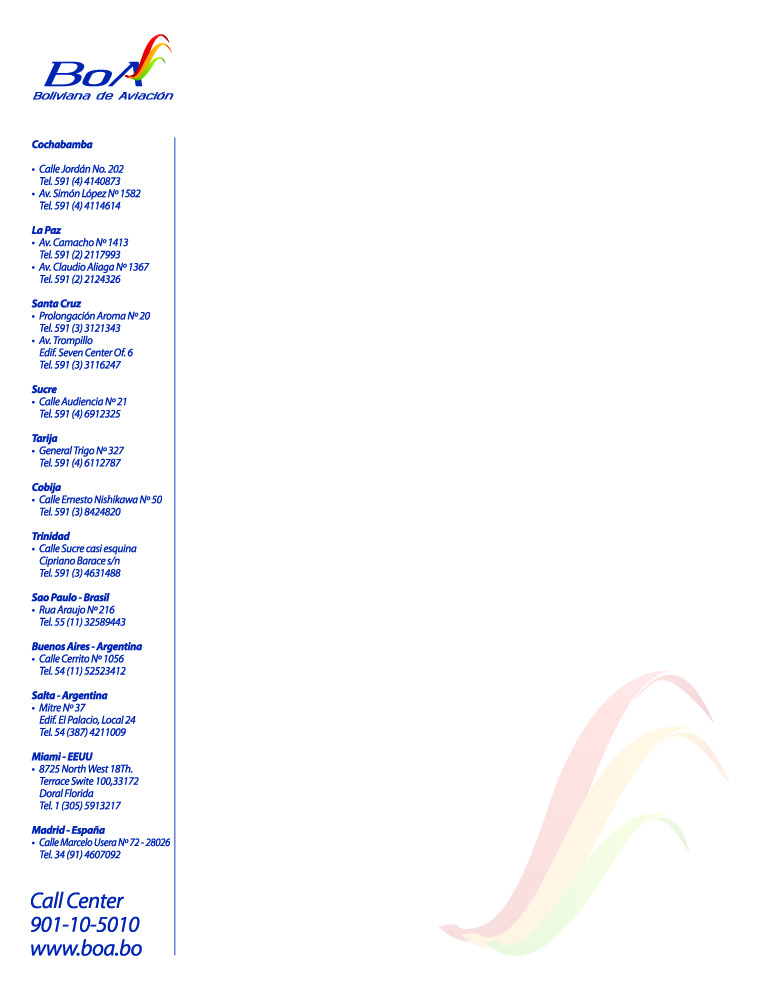 BoA
Boliviana de Aviación
Cochabamba
• Calle Jordán No. 202
Tel. 591 (4) 4140873
• Av. Simón López Nº 1582
Tel. 591 (4) 4114614
La Paz
• Av. Camacho Nº 1413
Tel. 591 (2) 2117993
• Av. Claudio Aliaga Nº 1367
Tel. 591 (2) 2124326
Santa Cruz
• Prolongación Aroma Nº 20
Tel. 591 (3) 3121343
• Av. Trompillo
Edif. Seven Center Of. 6
Tel. 591 (3) 3116247
Sucre
• Calle Audiencia Nº 21
Tel. 591 (4) 6912325
Tarija
• General Trigo Nº 327
Tel. 591 (4) 6112787
Cobija
• Calle Ernesto Nishikawa Nº 50
Tel. 591 (3) 8424820
Trinidad
• Calle Sucre casi esquina
Cipriano Barace s/n
Tel. 591 (3) 4631488
Sao Paulo - Brasil
• Rua Araujo Nº 216
Tel. 55 (11) 32589443
Buenos Aires - Argentina
• Calle Cerrito Nº 1056
Tel. 54 (11) 52523412
Salta - Argentina
• Mitre Nº 37
Edif. El Palacio, Local 24
Tel. 54 (387) 4211009
Miami - EEUU
• 8725 North West 18Th.
Terrace Swite 100,33172
Doral Florida
Tel. 1 (305) 5913217
Madrid - España
• Calle Marcelo Usera Nº 72 - 28026
Tel. 34 (91) 4607092
Call Center
901-10-5010
www.boa.bo